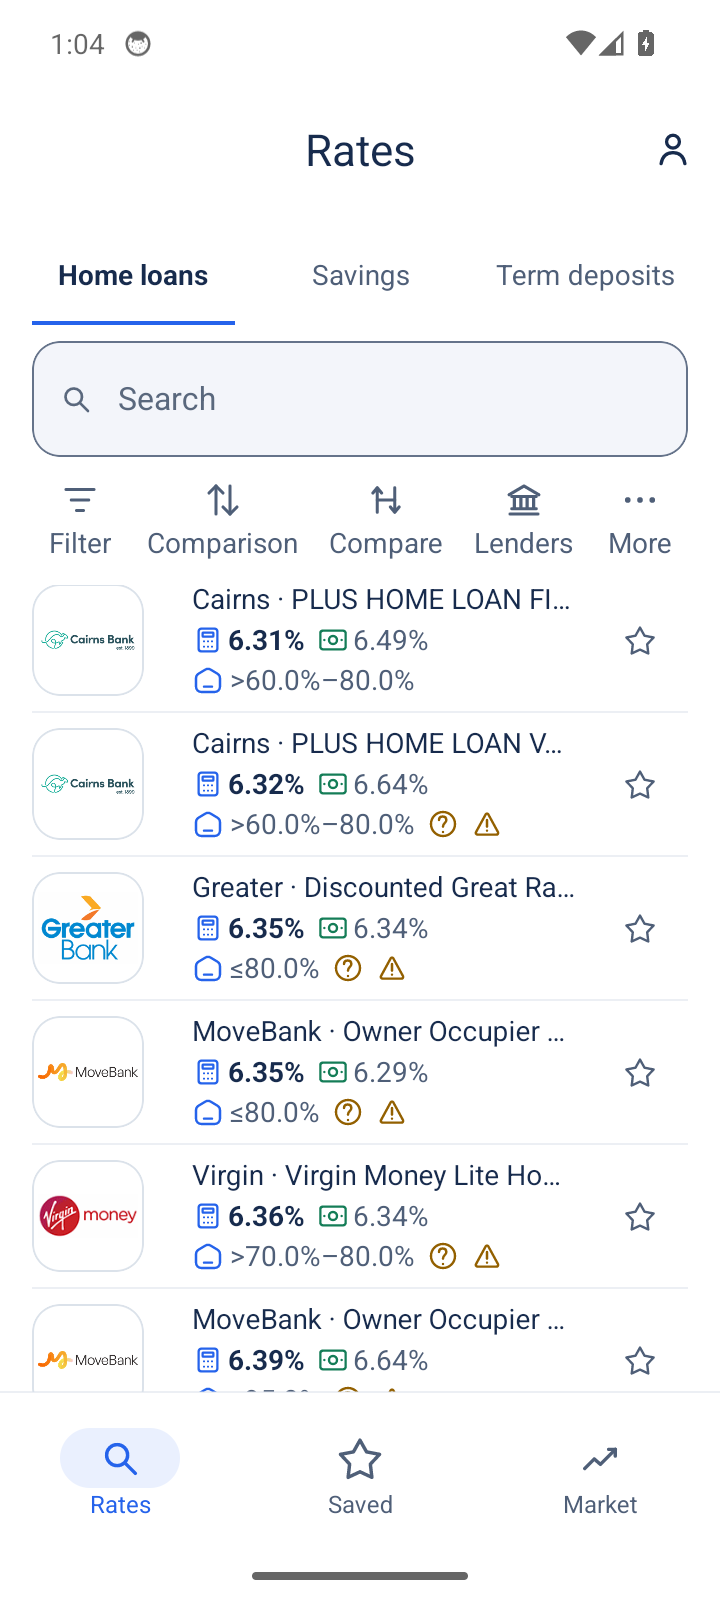 1:04
Rates
Home loans
Savings
Term deposits
Search
Filter
Comparison
Compare
Lenders
More
Cairns Bank
est. 1899
Cairns · PLUS HOME LOAN FI...
6.31% 6.49%
>60.0%–80.0%
Cairns Bank
est. 1899
Cairns · PLUS HOME LOAN V...
6.32% 6.64%
>60.0%–80.0%
Greater
Bank
Greater · Discounted Great Ra...
6.35% 6.34%
≤80.0%
MoveBank
MoveBank · Owner Occupier ...
6.35% 6.29%
≤80.0%
Virgin money
Virgin · Virgin Money Lite Ho...
6.36% 6.34%
>70.0%–80.0%
MoveBank
MoveBank · Owner Occupier ...
6.39% 6.64%
Rates
Saved
Market